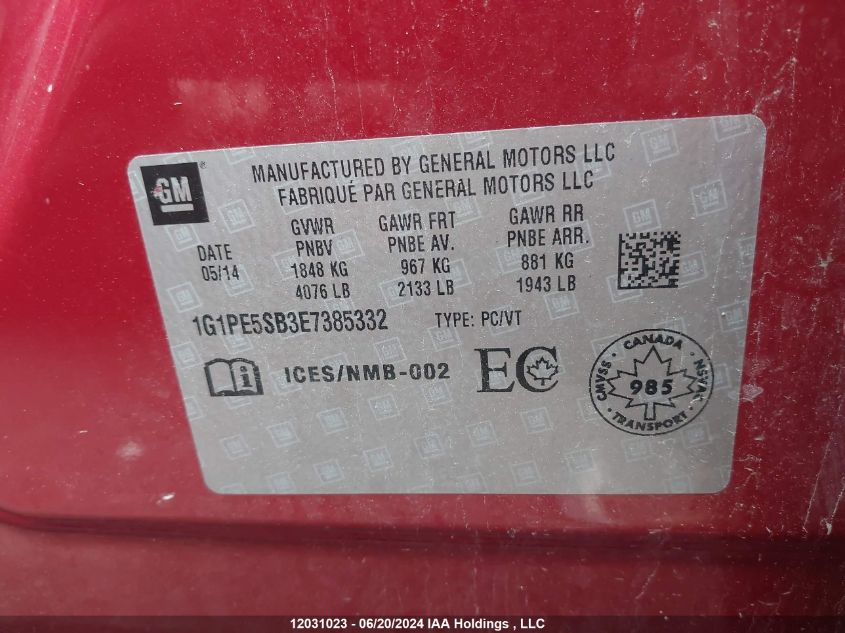 GM
MANUFACTURED BY GENERAL MOTORS LLC
FABRIQUÉ PAR GENERAL MOTORS LLC
DATE
05/14
GVWR
PNBV
1848 KG
4076 LB
GAWR FRT
PNBE AV.
967 KG
2133 LB
GAWR RR
PNBE ARR.
881 KG
1943 LB
1G1PE5SB3E7385332 TYPE: PC/VT
ICES/NMB-002 EC
CANADA
CMVSS 985 NSVAC
TRANSPORT
12031023 - 06/20/2024 IAA Holdings , LLC